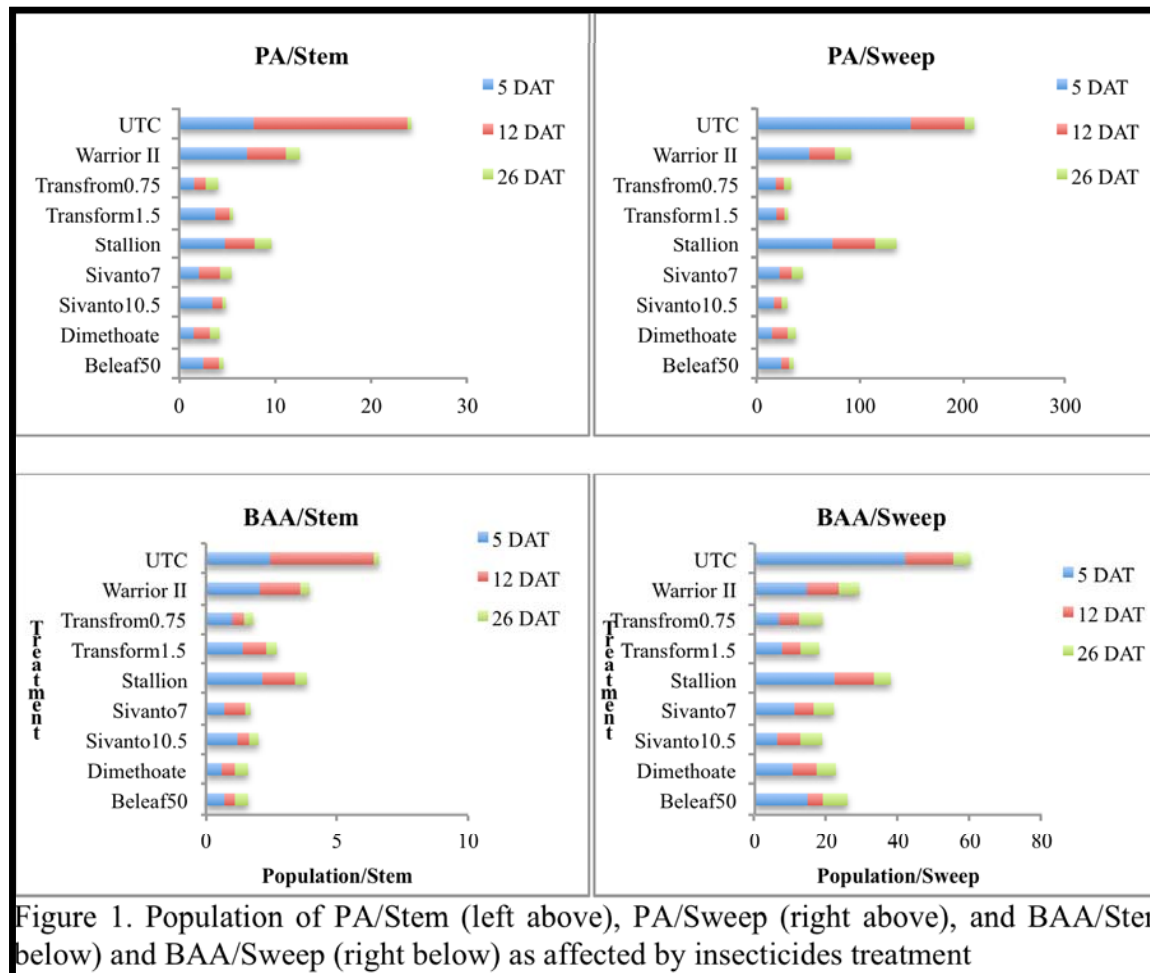 PA/Stem
5 DAT
12 DAT
26 DAT
UTC
Warrior II
Transfrom0.75
Transform1.5
Stallion
Sivanto7
Sivanto10.5
Dimethoate
Beleaf50
0 10 20 30
PA/Sweep
5 DAT
12 DAT
26 DAT
UTC
Warrior II
Transfrom0.75
Transform1.5
Stallion
Sivanto7
Sivanto10.5
Dimethoate
Beleaf50
0 100 200 300
BAA/Stem
5 DAT
12 DAT
26 DAT
Treatment
UTC
Warrior II
Transfrom0.75
Transform1.5
Stallion
Sivanto7
Sivanto10.5
Dimethoate
Beleaf50
0 5 10
Population/Stem
BAA/Sweep
5 DAT
12 DAT
26 DAT
Treatment
UTC
Warrior II
Transfrom0.75
Transform1.5
Stallion
Sivanto7
Sivanto10.5
Dimethoate
Beleaf50
0 20 40 60 80
Population/Sweep
Figure 1. Population of PA/Stem (left above), PA/Sweep (right above), and BAA/Ste
below) and BAA/Sweep (right below) as affected by insecticides treatment